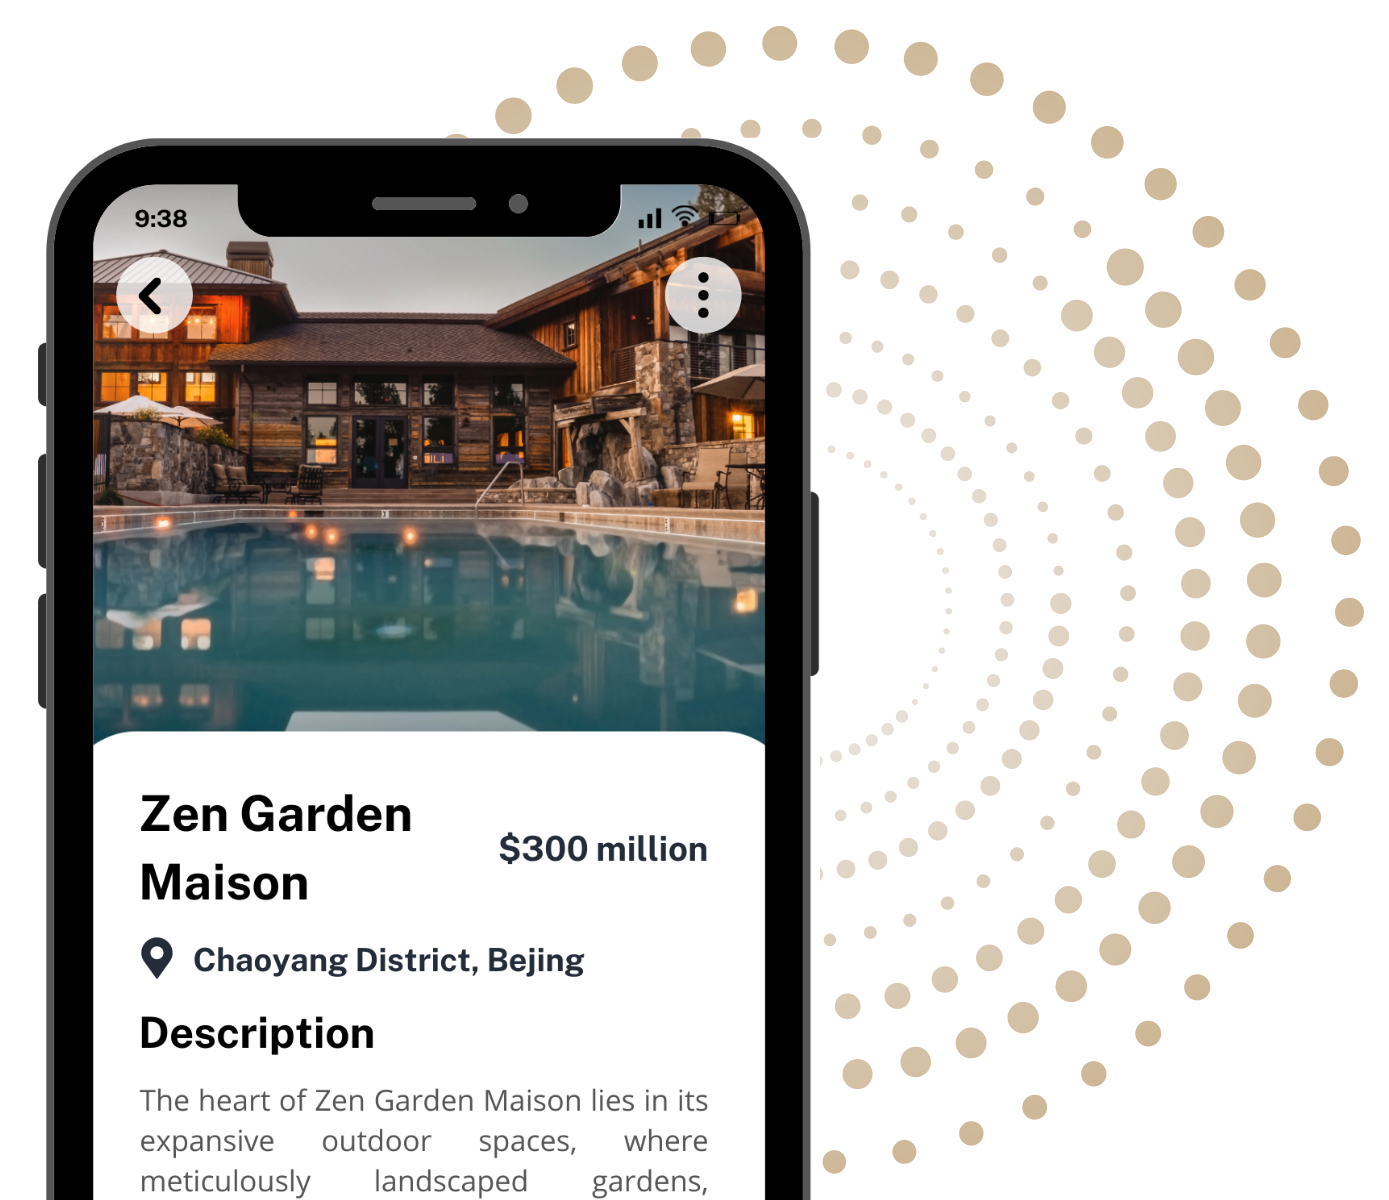 9:38
Zen Garden
Maison
$300 million
Chaoyang District, Bejing
Description
The heart of Zen Garden Maison lies in its
expansive outdoor spaces, where
meticulously landscaped gardens,